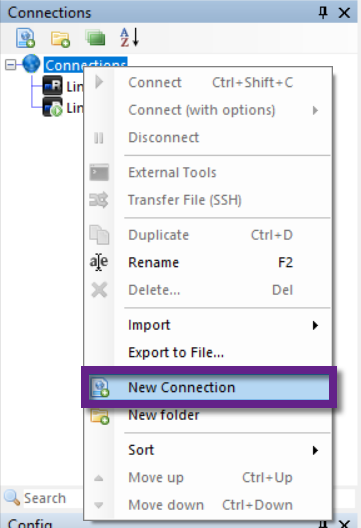 Connections
Connections
Lin
Lin
Connect Ctrl+Shift+C
Connect (with options)
Disconnect
External Tools
Transfer File (SSH)
Duplicate Ctrl+D
Rename F2
Delete... Del
Import
Export to File...
New Connection
New folder
Sort
Move up Ctrl+Up
Move down Ctrl+Down
Search
Config